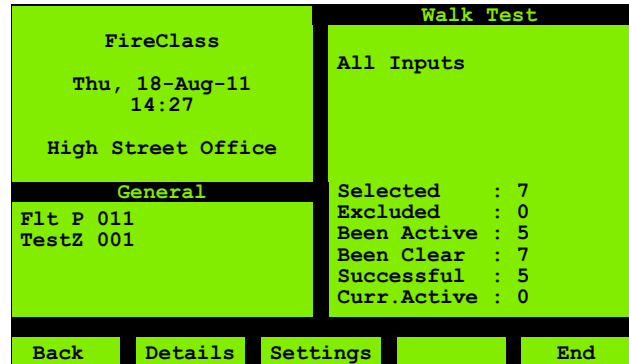 FireClass
Thu, 18-Aug-11
14:27
High Street Office
General
Flt P 011
TestZ 001
Walk Test
All Inputs
Selected : 7
Excluded : 0
Been Active : 5
Been Clear : 7
Successful : 5
Curr.Active : 0
Back Details Settings End